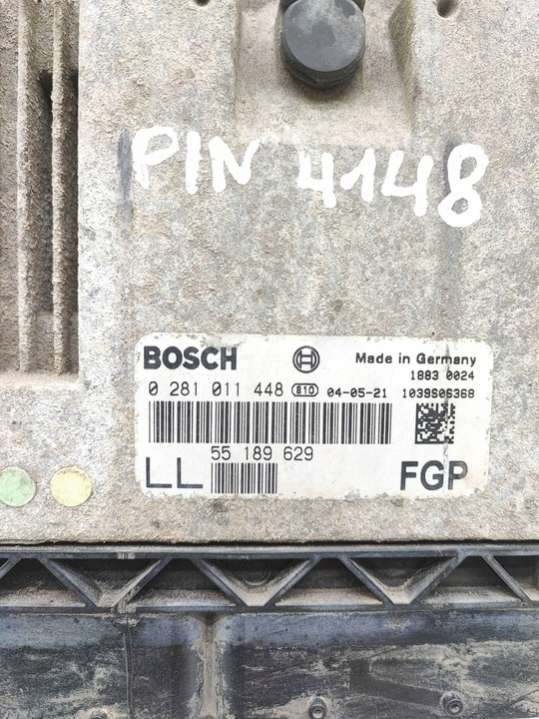 PIN 4148
BOSCH Made in Germany
1883 0024
0 281 011 448 810 04-05-21 1039S06368
55 189 629
LL FGP